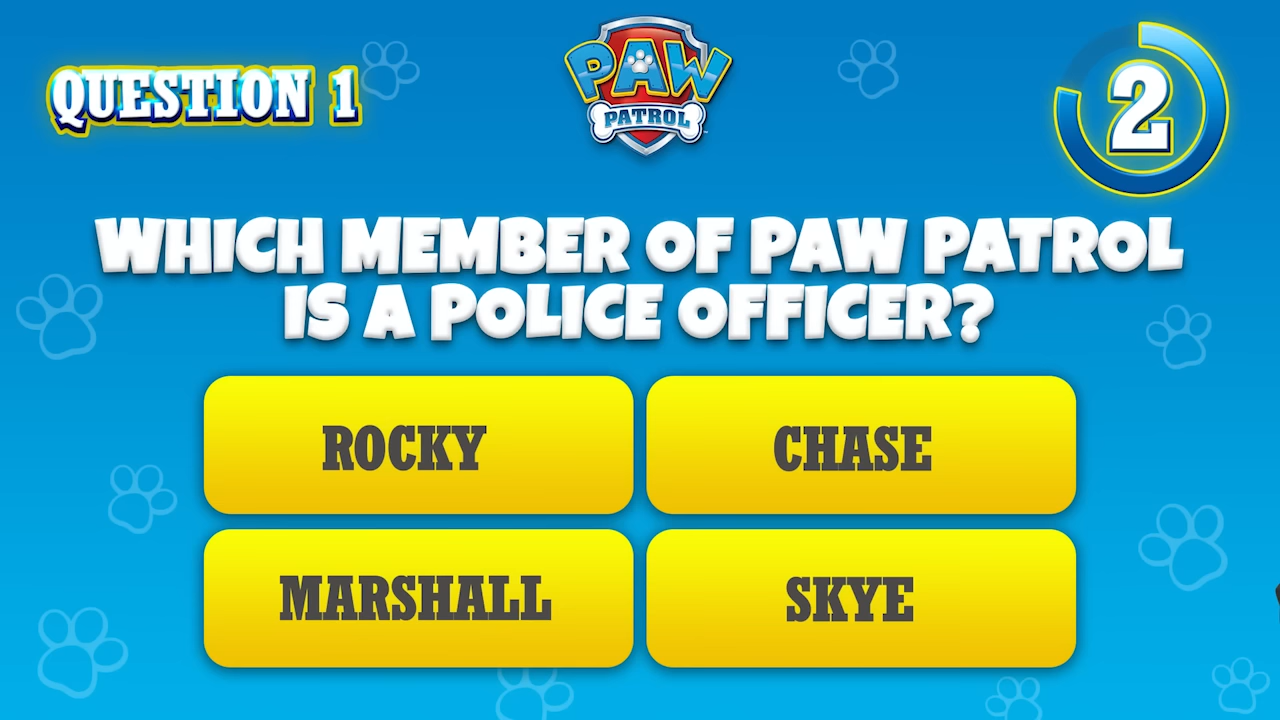 QUESTION 1
PAW
PATROL
2
WHICH MEMBER OF PAW PATROL
IS A POLICE OFFICER?
ROCKY
CHASE
MARSHALL
SKYE